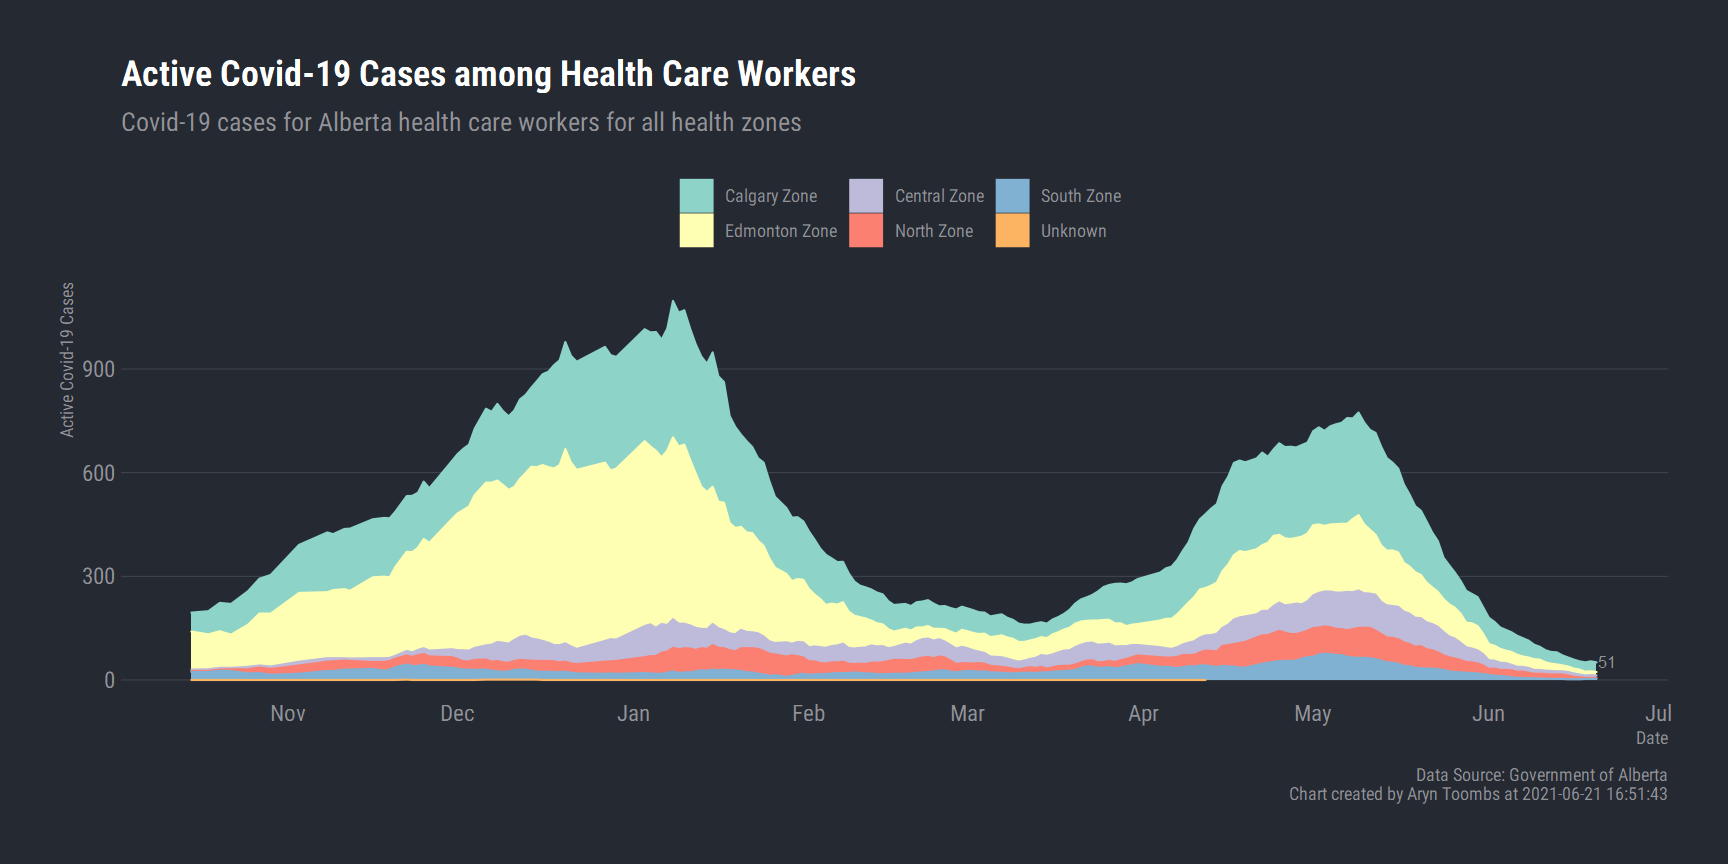 Active Covid-19 Cases among Health Care Workers
Covid-19 cases for Alberta health care workers for all health zones
Calgary Zone Central Zone South Zone
Edmonton Zone North Zone Unknown
Active Covid-19 Cases
900
600
300
0
51
Nov Dec Jan Feb Mar Apr May Jun Jul
Date
Data Source: Government of Alberta
Chart created by Aryn Toombs at 2021-06-21 16:51:43